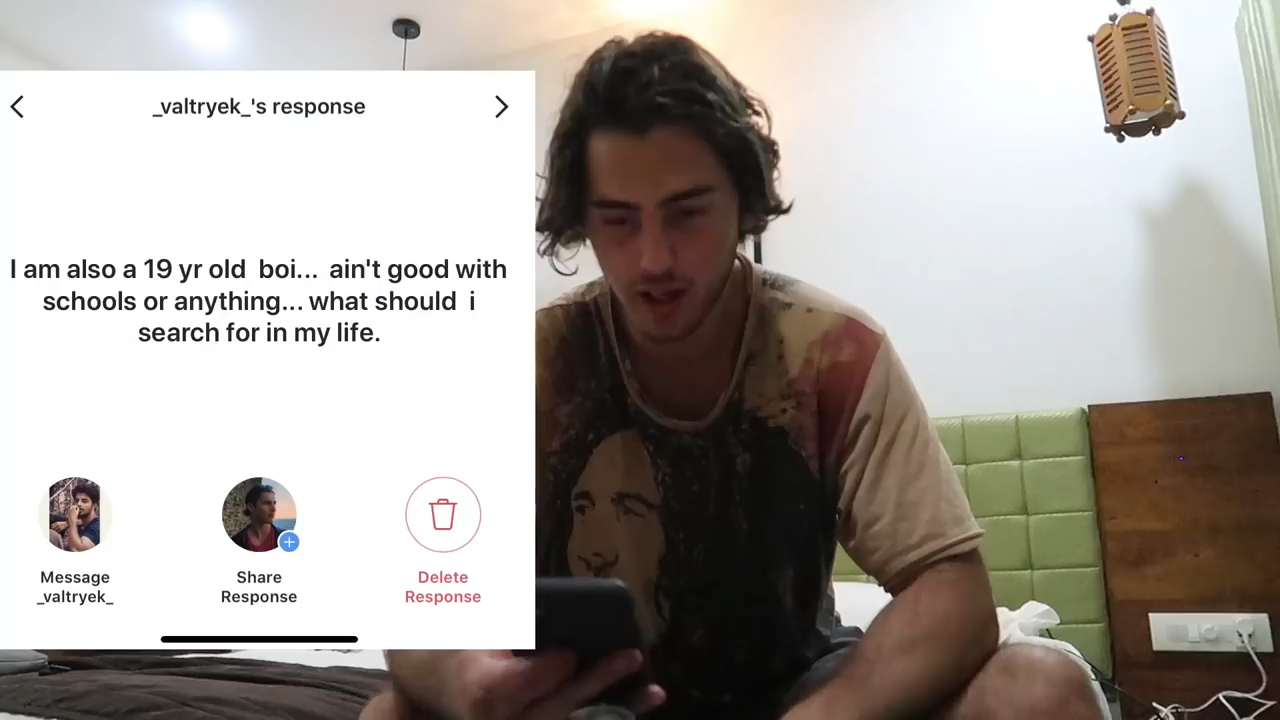 _valtryek_'s response
I am also a 19 yr old  boi...  ain't good with
schools or anything... what should  i
search for in my life.
Message
_valtryek_
Share
Response
Delete
Response